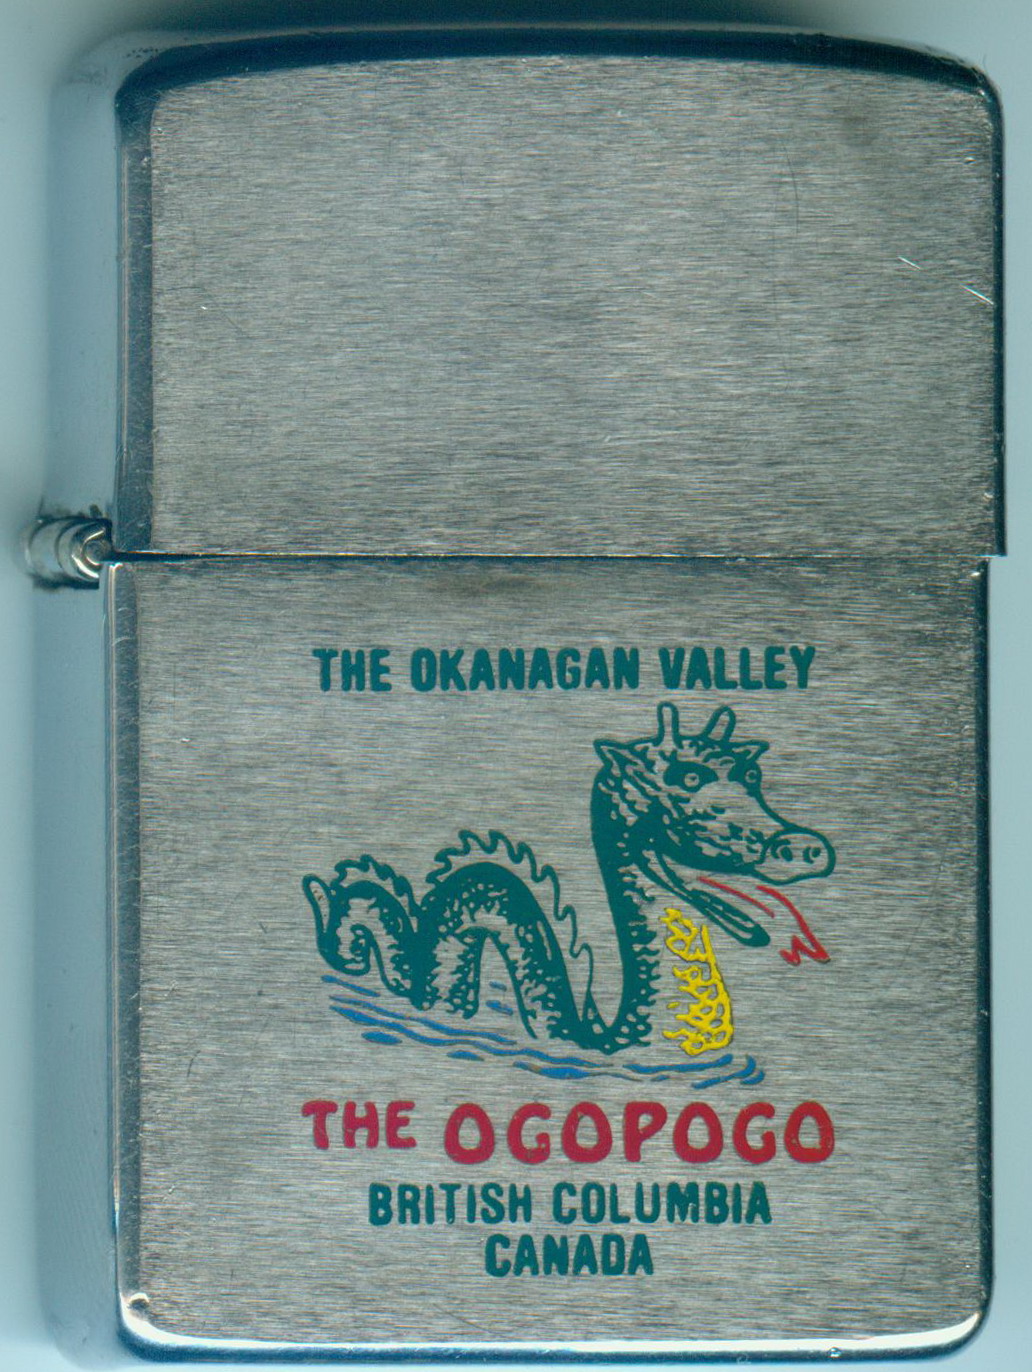 THE OKANAGAN VALLEY
THE OGOPOGO
BRITISH COLUMBIA
CANADA